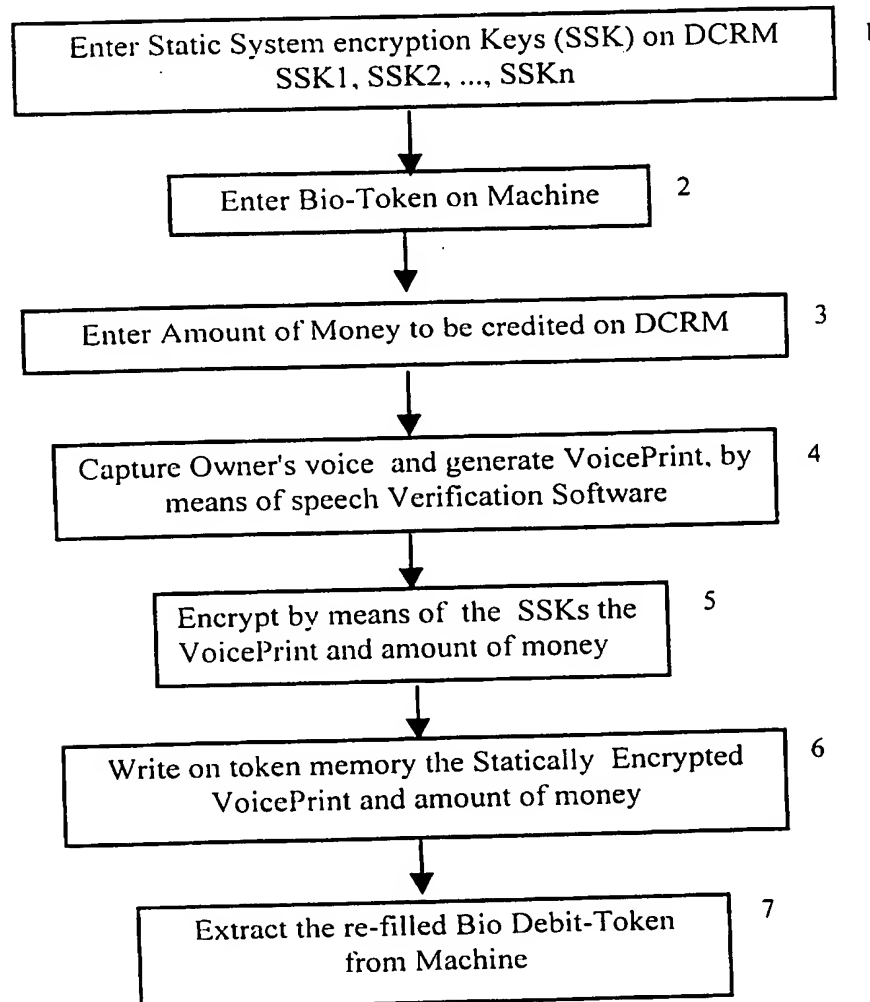 Enter Static System encryption Keys (SSK) on DCRM
SSK1, SSK2, ..., SSKn
1
Enter Bio-Token on Machine
2
Enter Amount of Money to be credited on DCRM
3
Capture Owner's voice and generate VoicePrint, by
means of speech Verification Software
4
Encrypt by means of the SSKs the
VoicePrint and amount of money
5
Write on token memory the Statically Encrypted
VoicePrint and amount of money
6
Extract the re-filled Bio Debit-Token
from Machine
7